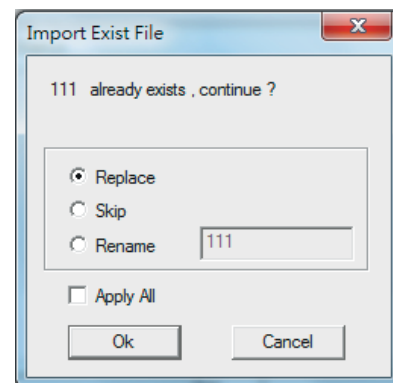 Import Exist File
111 already exists , continue ?
Replace
Skip
Rename 111
Apply All
Ok Cancel